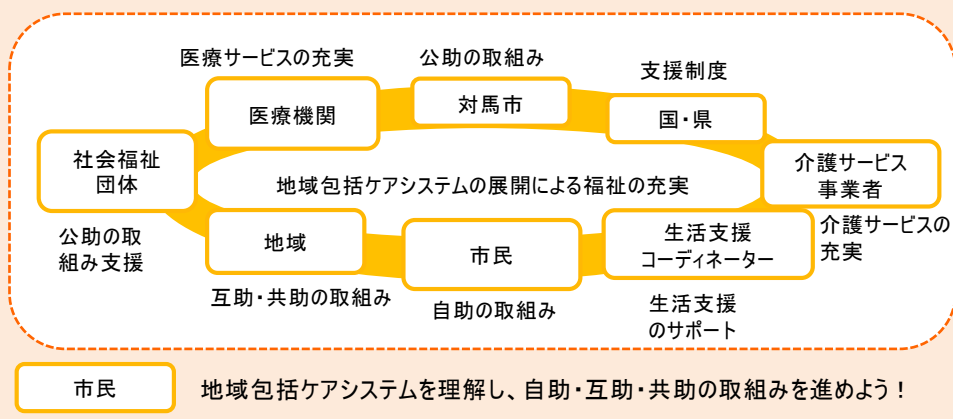 医療サービスの充実
公助の取組み
支援制度
医療機関
対馬市
国・県
社会福祉
団体
介護サービス
事業者
地域包括ケアシステムの展開による福祉の充実
公助の取
組み支援
地域
市民
生活支援
コーディネーター
介護サービスの
充実
互助・共助の取組み
自助の取組み
生活支援
のサポート
市民
地域包括ケアシステムを理解し、自助・互助・共助の取組みを進めよう！